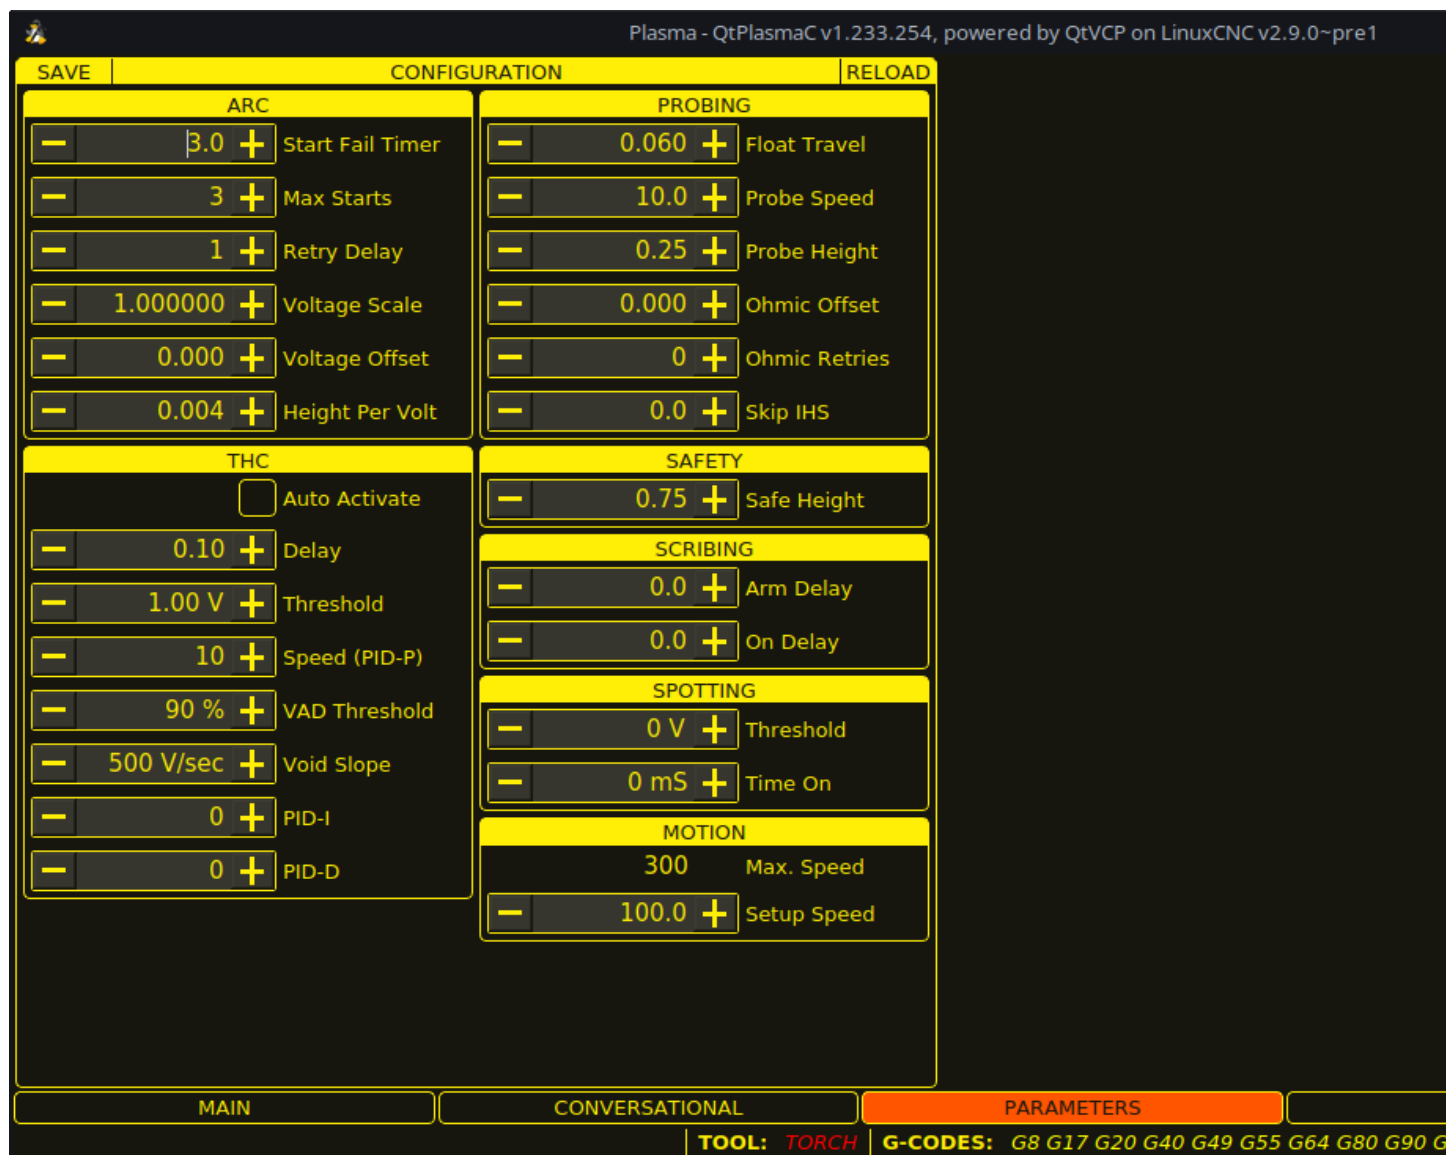 Plasma - QtPlasmaC v1.233.254, powered by QtVCP on LinuxCNC v2.9.0~pre1
SAVE CONFIGURATION RELOAD
ARC
3.0 Start Fail Timer
3 Max Starts
1 Retry Delay
1.000000 Voltage Scale
0.000 Voltage Offset
0.004 Height Per Volt
THC
Auto Activate
0.10 Delay
1.00 V Threshold
10 Speed (PID-P)
90 % VAD Threshold
500 V/sec Void Slope
0 PID-I
0 PID-D
PROBING
0.060 Float Travel
10.0 Probe Speed
0.25 Probe Height
0.000 Ohmic Offset
0 Ohmic Retries
0.0 Skip IHS
SAFETY
0.75 Safe Height
SCRIBING
0.0 Arm Delay
0.0 On Delay
SPOTTING
0 V Threshold
0 mS Time On
MOTION
300 Max. Speed
100.0 Setup Speed
MAIN CONVERSATIONAL PARAMETERS
TOOL: TORCH G-CODES: G8 G17 G20 G40 G49 G55 G64 G80 G90 G